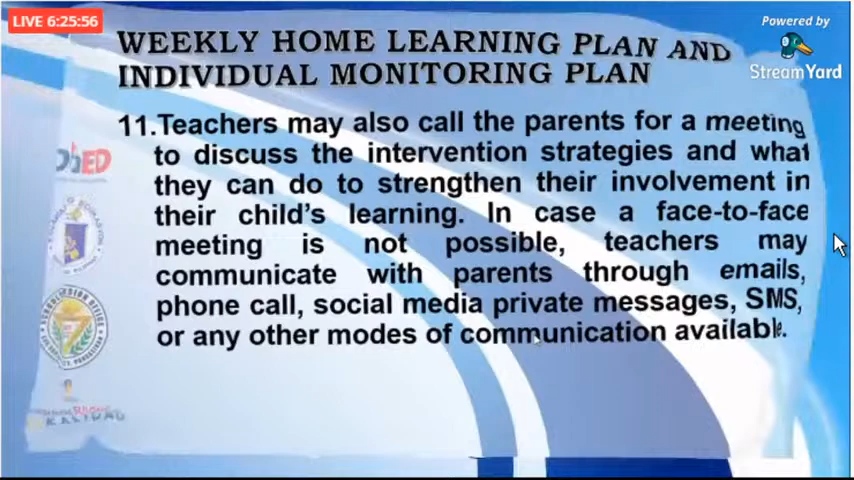 LIVE 6:25:56
Powered by
StreamYard
WEEKLY HOME LEARNING PLAN AND
INDIVIDUAL MONITORING PLAN
11.Teachers may also call the parents for a meeting
to discuss the intervention strategies and what
they can do to strengthen their involvement in
their child's learning. In case a face-to-face
meeting is not possible, teachers may
communicate with parents through emails,
phone call, social media private messages, SMS,
or any other modes of communication available.
DepED
KALIDAD